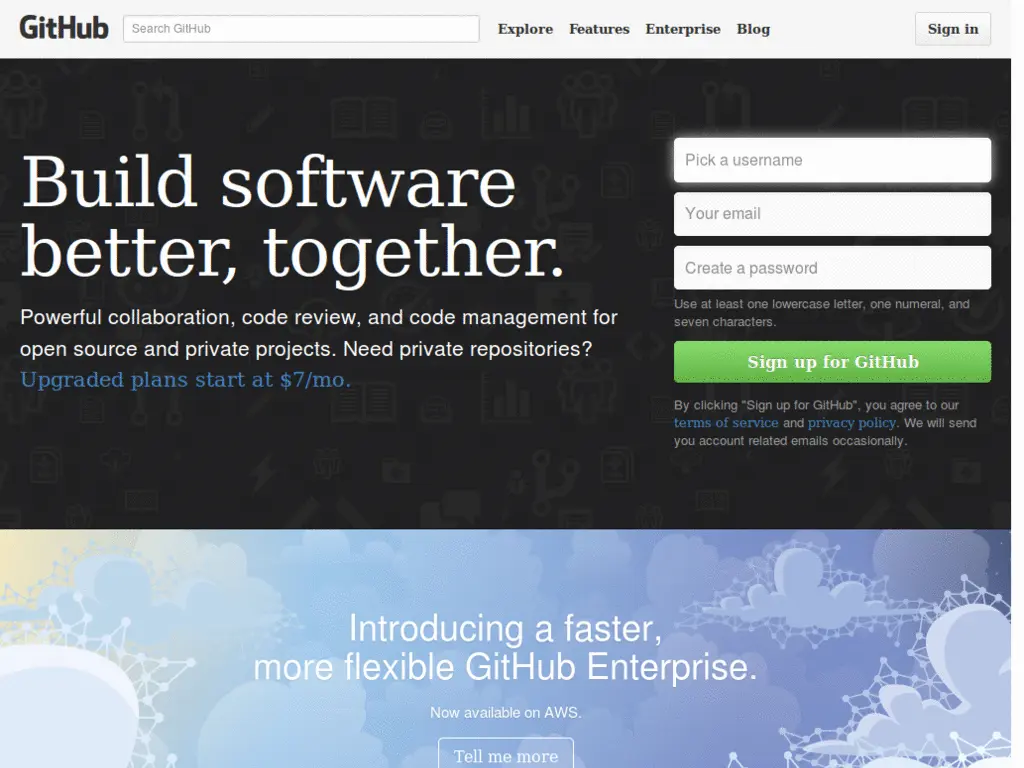 GitHub
Search GitHub
Explore
Features
Enterprise
Blog
Sign in
Build software
better, together.
Powerful collaboration, code review, and code management for
open source and private projects. Need private repositories?
Upgraded plans start at $7/mo.
Pick a username
Your email
Create a password
Use at least one lowercase letter, one numeral, and
seven characters.
Sign up for GitHub
By clicking "Sign up for GitHub", you agree to our
terms of service and privacy policy. We will send
you account related emails occasionally.
Introducing a faster,
more flexible GitHub Enterprise.
Now available on AWS.
Tell me more